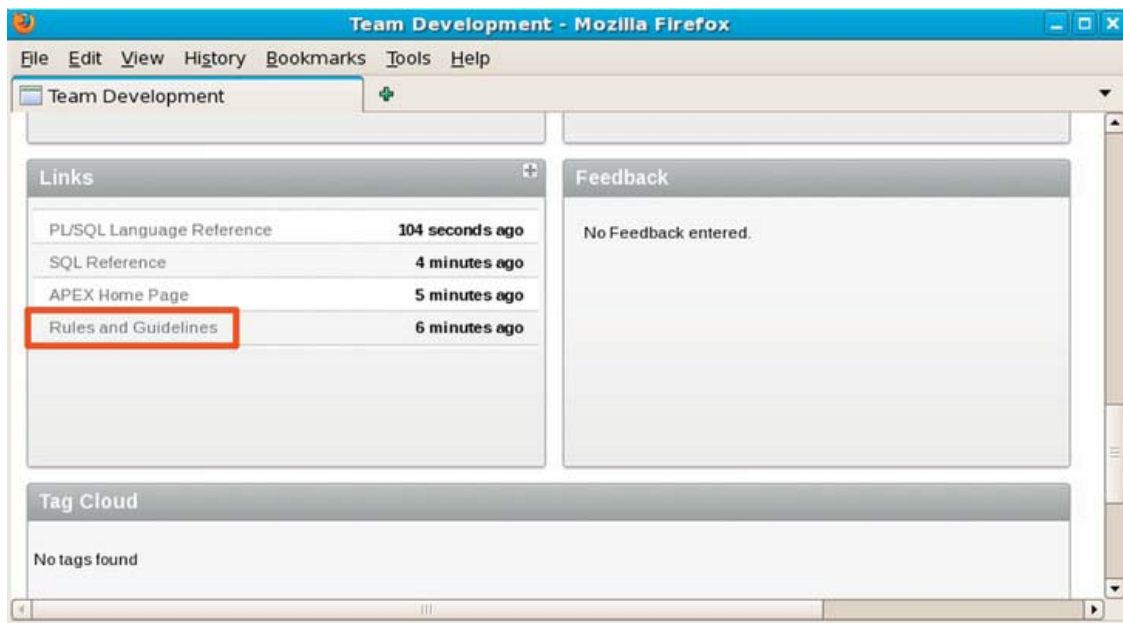 Team Development - Mozilla Firefox
File Edit View History Bookmarks Tools Help
Team Development
Links
PL/SQL Language Reference 104 seconds ago
SQL Reference 4 minutes ago
APEX Home Page 5 minutes ago
Rules and Guidelines 6 minutes ago
Feedback
No Feedback entered.
Tag Cloud
No tags found